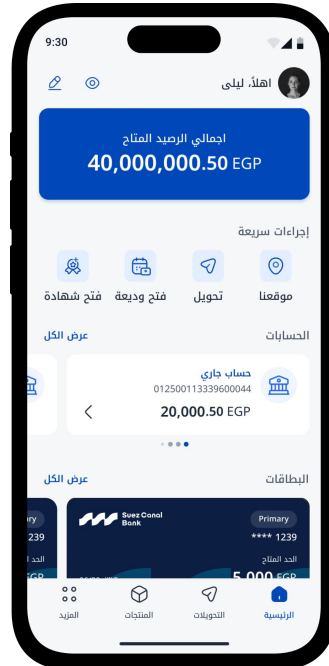 9:30
اهلاً، ليلى
اجمالي الرصيد المتاح
40,000,000.50 EGP
إجراءات سريعة
موقعنا
تحويل
فتح وديعة
فتح شهادة
الحسابات
عرض الكل
حساب جاري
012500113339600044
20,000.50 EGP
البطاقات
عرض الكل
Primary
Suez Canal
Bank
**** 1239
239
الحد المتاح
5,000 EGP
الرئيسية
التحويلات
المنتجات
المزيد